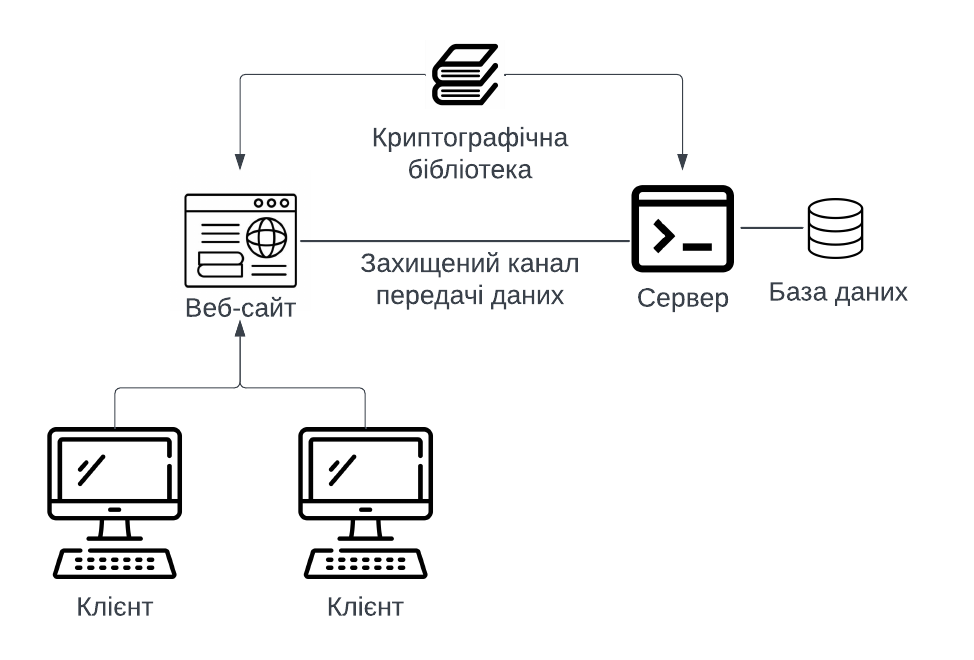 Криптографічна
бібліотека
Захищений канал
передачі даних
Веб-сайт
Сервер
База даних
Клієнт
Клієнт